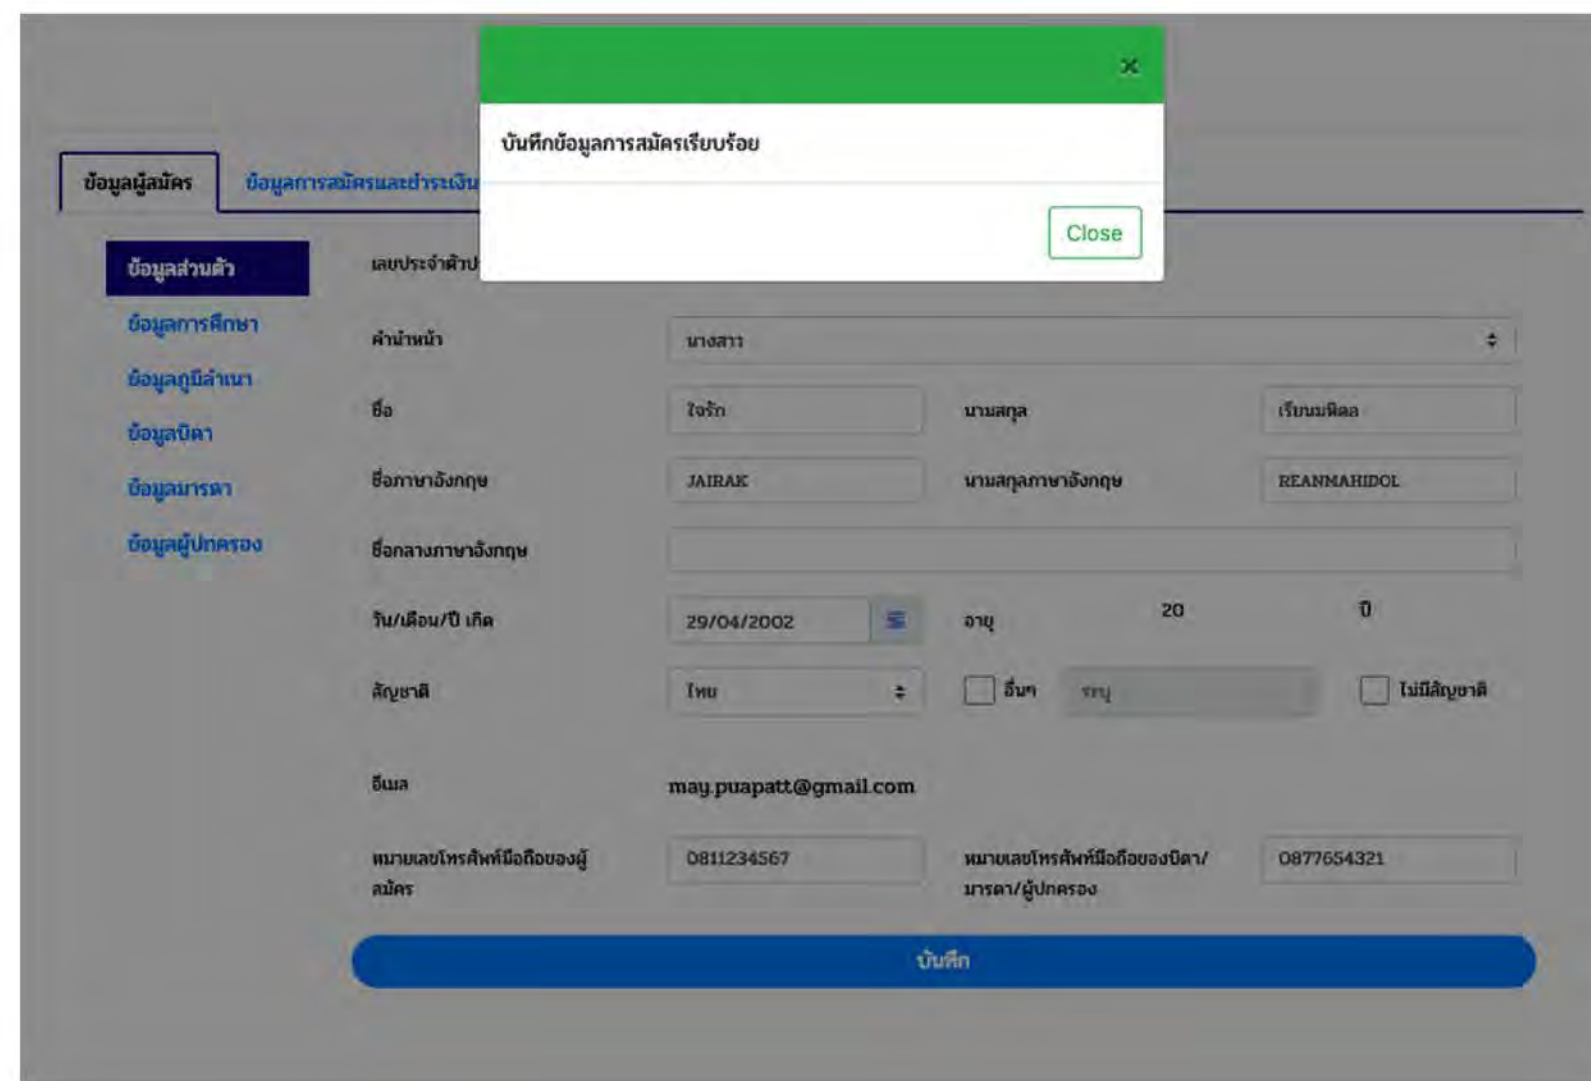 ×
บันทึกข้อมูลการสมัครเรียบร้อย
Close
ข้อมูลผู้สมัคร ข้อมูลการสมัครและชำระเงิน
ข้อมูลส่วนตัว
ข้อมูลการศึกษา
ข้อมูลภูมิลำเนา
ข้อมูลบิดา
ข้อมูลมารดา
ข้อมูลผู้ปกครอง
เลขประจำตัวป
คำนำหน้า นางสาว
ชื่อ ใจรัก นามสกุล เรียนมหิดล
ชื่อภาษาอังกฤษ JAIRAK นามสกุลภาษาอังกฤษ REANMAHIDOL
ชื่อกลางภาษาอังกฤษ
วัน/เดือน/ปี เกิด 29/04/2002 อายุ 20 ปี
สัญชาติ ไทย อื่นๆ ระบุ ไม่มีสัญชาติ
อีเมล may.puapatt@gmail.com
หมายเลขโทรศัพท์มือถือของผู้ 0811234567 หมายเลขโทรศัพท์มือถือของบิดา/ 0877654321
สมัคร มารดา/ผู้ปกครอง
บันทึก